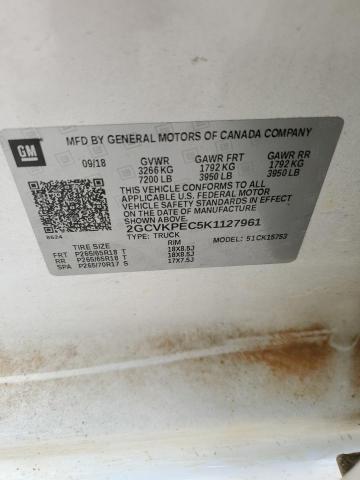 GM
MFD BY GENERAL MOTORS OF CANADA COMPANY
09/18 GVWR GAWR FRT GAWR RR
3266 KG 1792 KG 1792 KG
7200 LB 3950 LB 3950 LB
THIS VEHICLE CONFORMS TO ALL
APPLICABLE U.S. FEDERAL MOTOR
VEHICLE SAFETY STANDARDS IN EFFECT
ON THE DATE OF MANUFACTURE
SHOWN ABOVE.
8624 2GCVKPEC5K1127961
TYPE: TRUCK MODEL: 51CK15753
TIRE SIZE RIM
FRT P265/65R18 T 18X8.5J
RR P265/65R18 T 18X8.5J
SPA P265/70R17 S 17X7.5J